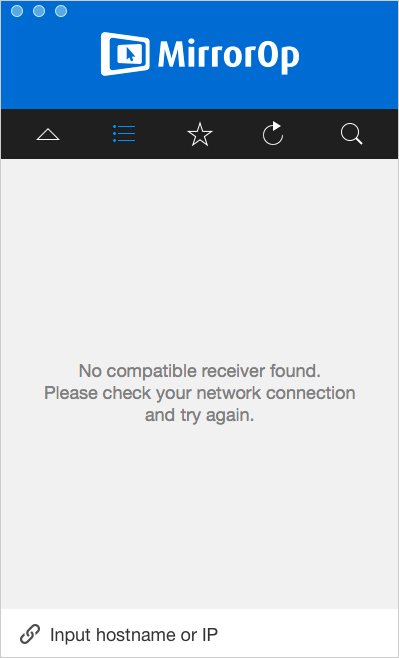 MirrorOp
No compatible receiver found.
Please check your network connection
and try again.
Input hostname or IP